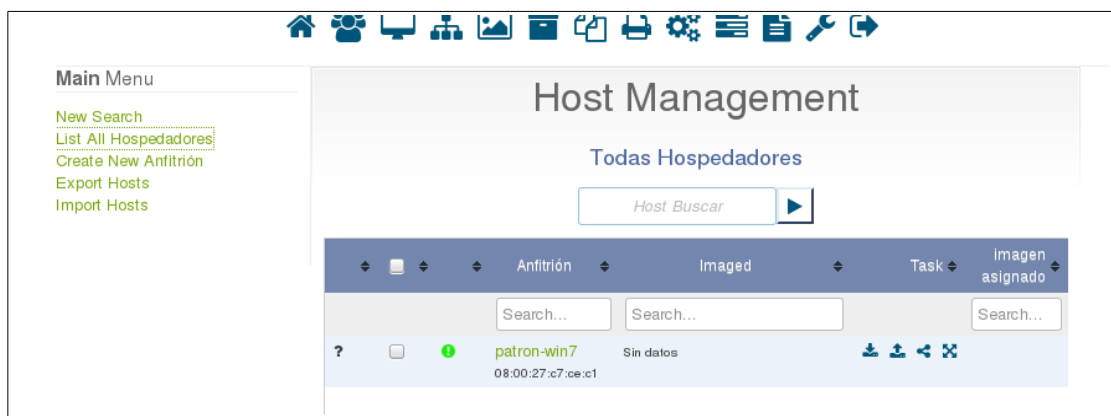 Main Menu
New Search
List All Hospedadores
Create New Anfitrión
Export Hosts
Import Hosts
Host Management
Todas Hospedadores
Host Buscar
Anfitrión Imaged Task imagen asignado
Search... Search... Search...
? patron-win7 Sin datos
08:00:27:c7:ce:c1